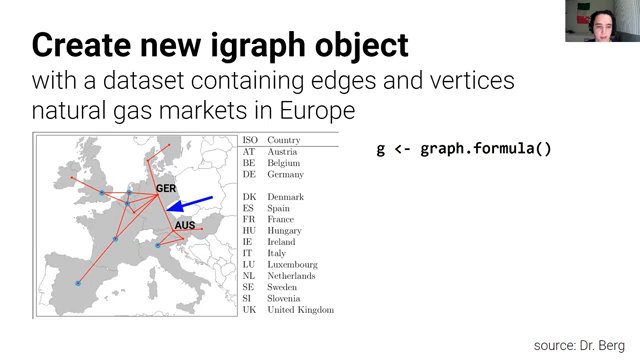 Create new igraph object
with a dataset containing edges and vertices
natural gas markets in Europe
ISO Country
AT Austria
BE Belgium
DE Germany
DK Denmark
ES Spain
FR France
HU Hungary
IE Ireland
IT Italy
LU Luxembourg
NL Netherlands
SE Sweden
SI Slovenia
UK United Kingdom
GER
AUS
g <- graph.formula()
source: Dr. Berg